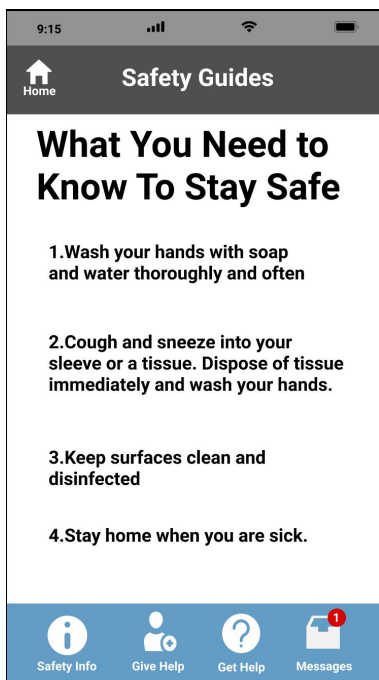 9:15
Home
Safety Guides
What You Need to
Know To Stay Safe
1.Wash your hands with soap
and water thoroughly and often
2.Cough and sneeze into your
sleeve or a tissue. Dispose of tissue
immediately and wash your hands.
3.Keep surfaces clean and
disinfected
4.Stay home when you are sick.
1
Safety Info Give Help Get Help Messages